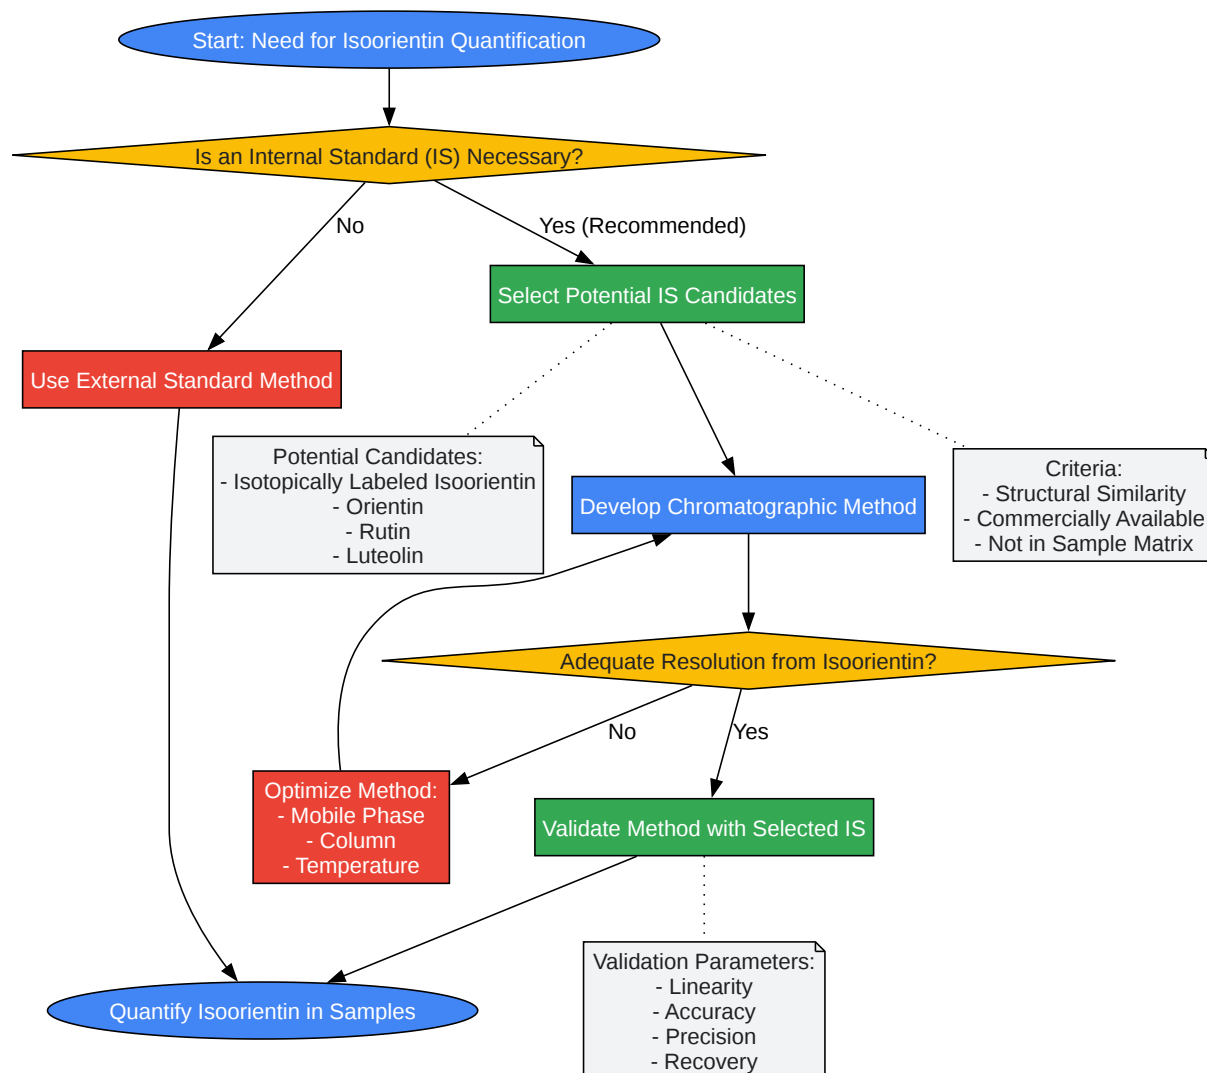 Start: Need for Isoorientin Quantification
Is an Internal Standard (IS) Necessary?
No
Yes (Recommended)
Select Potential IS Candidates
Use External Standard Method
Potential Candidates:
- Isotopically Labeled Isoorientin
- Orientin
- Rutin
- Luteolin
Criteria:
- Structural Similarity
- Commercially Available
- Not in Sample Matrix
Develop Chromatographic Method
Adequate Resolution from Isoorientin?
No
Yes
Optimize Method:
- Mobile Phase
- Column
- Temperature
Validate Method with Selected IS
Validation Parameters:
- Linearity
- Accuracy
- Precision
- Recovery
Quantify Isoorientin in Samples